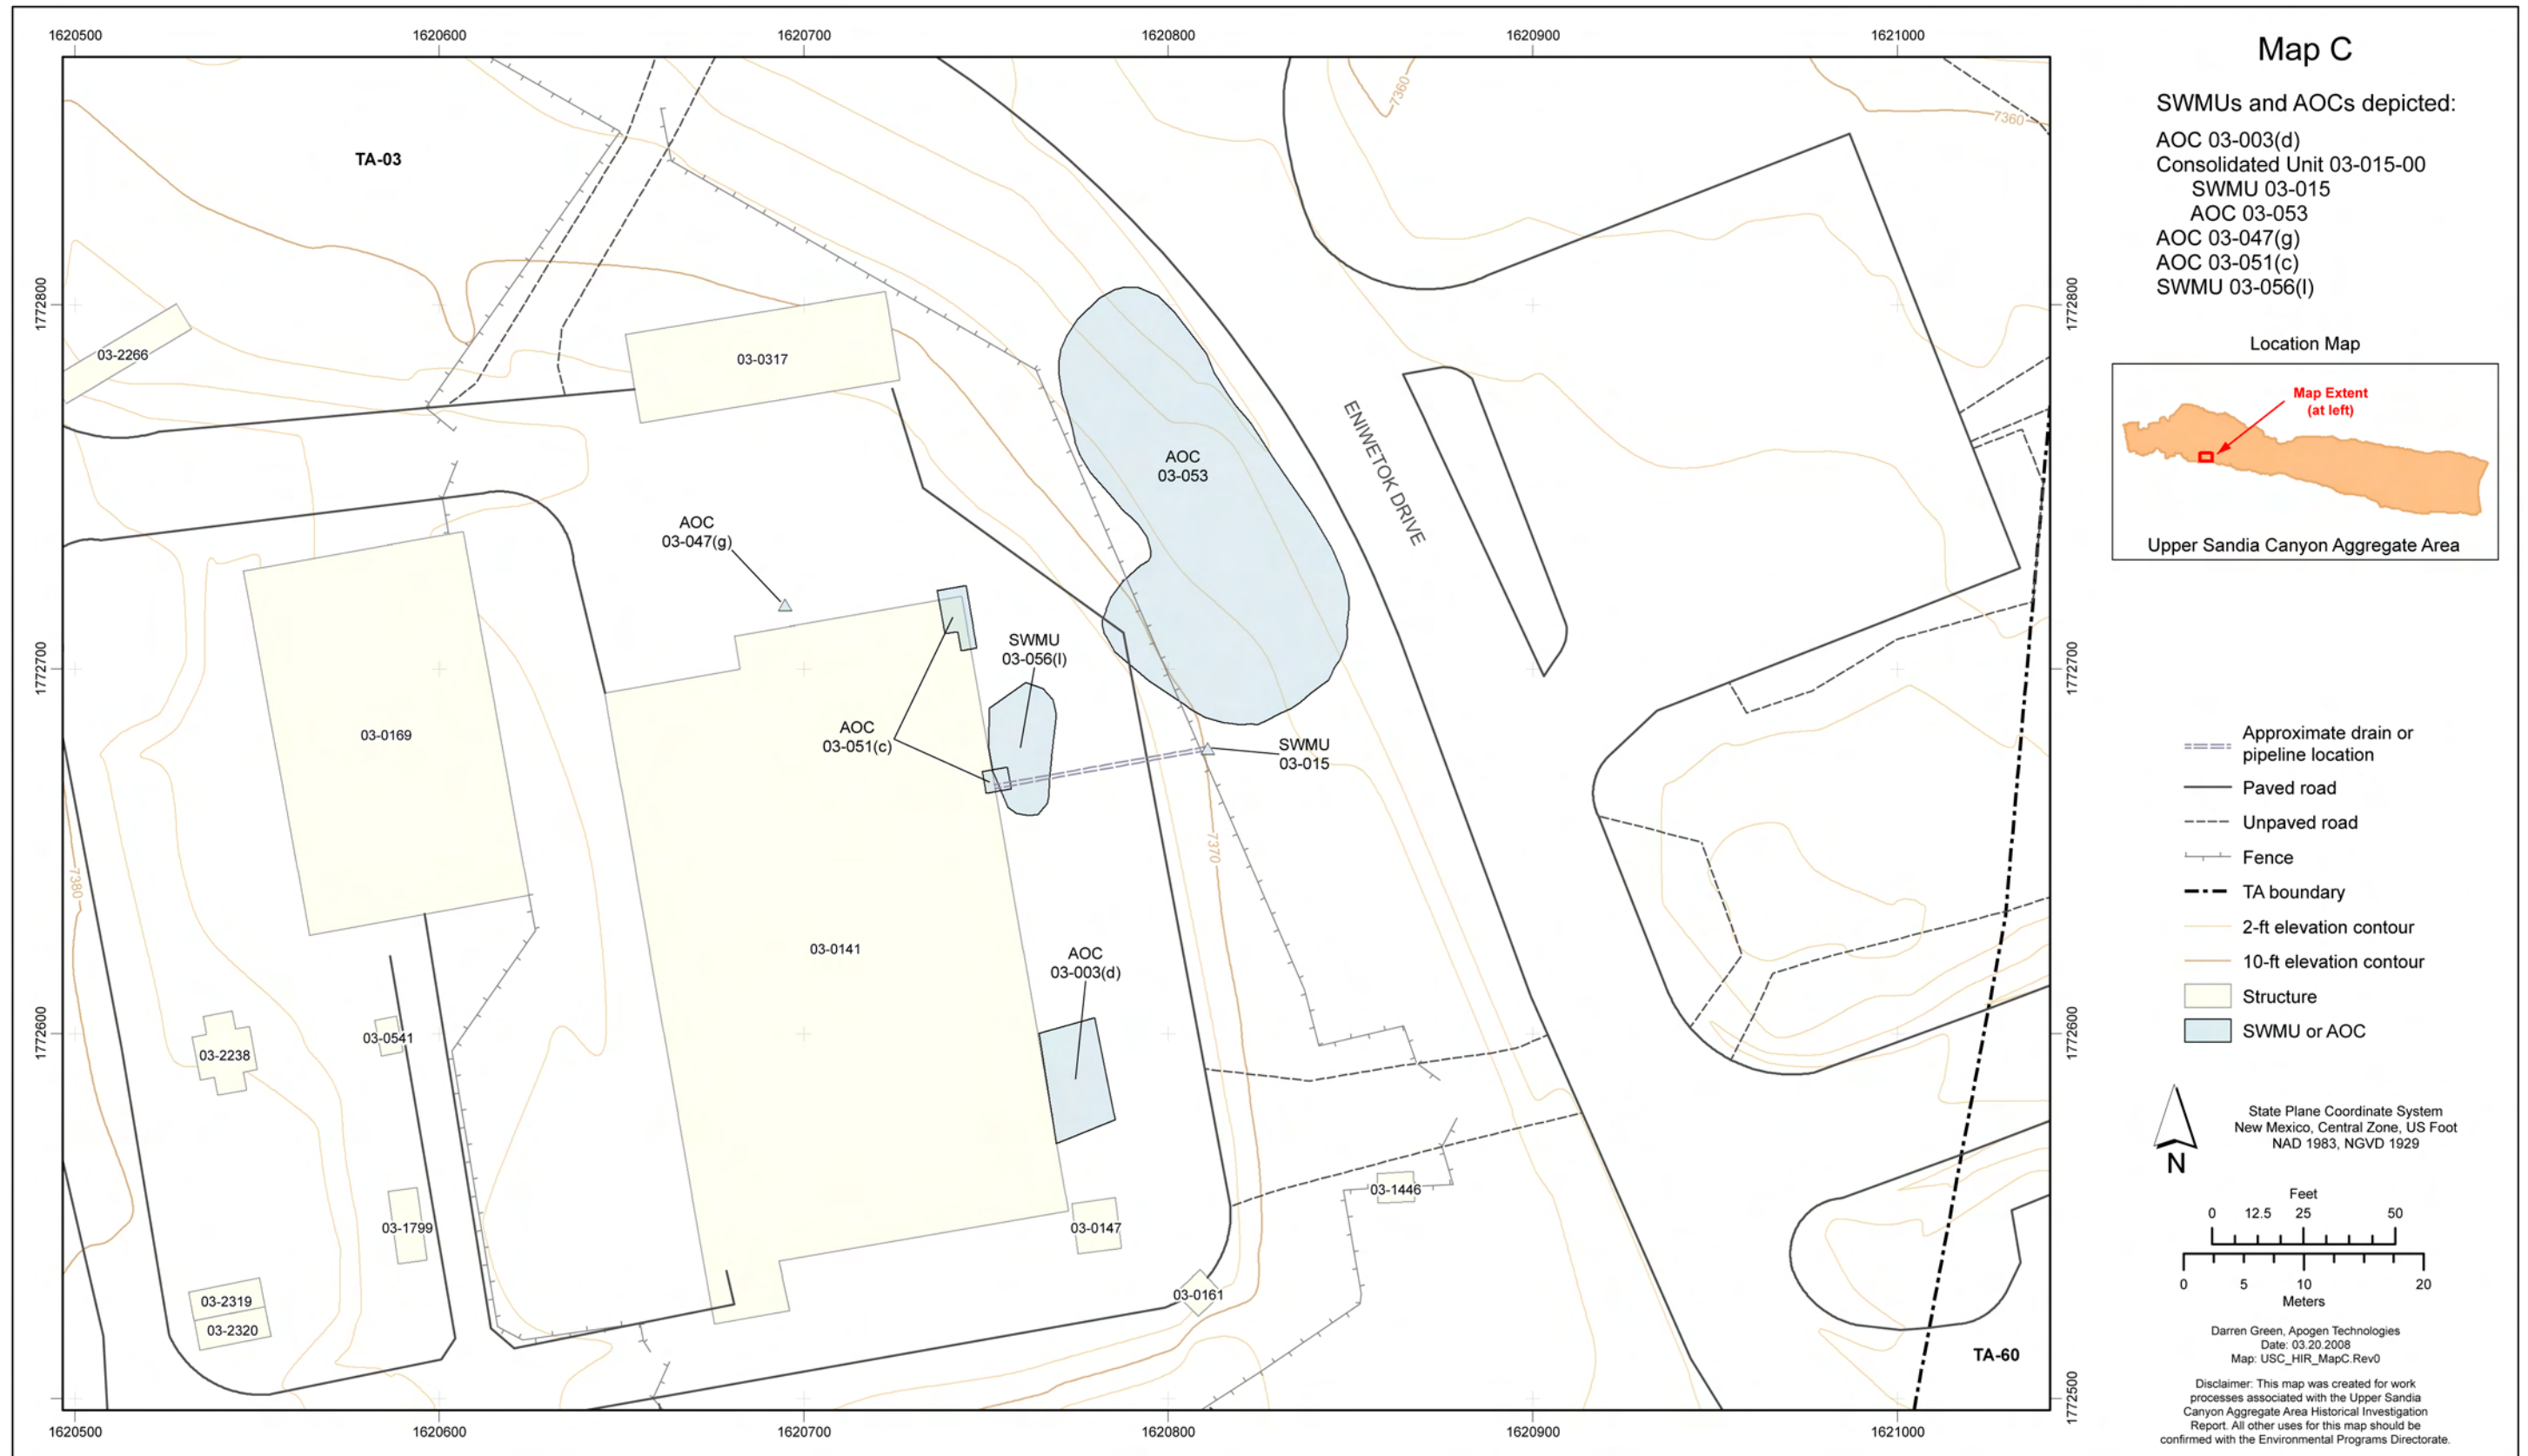 1620500
1620600
1620700
1620800
1620900
1621000
Map C
SWMUs and AOCs depicted:
AOC 03-003(d)
Consolidated Unit 03-015-00
SWMU 03-015
AOC 03-053
AOC 03-047(g)
AOC 03-051(c)
SWMU 03-056(l)
Location Map
Map Extent
(at left)
Upper Sandia Canyon Aggregate Area
7360
7360
TA-03
1772800
1772800
03-2266
03-0317
AOC
03-053
ENIWETOK DRIVE
AOC
03-047(g)
SWMU
03-056(l)
1772700
1772700
03-0169
AOC
03-051(c)
SWMU
03-015
7370
7380
03-0141
AOC
03-003(d)
1772600
1772600
03-0541
03-2238
03-1446
03-1799
03-0147
03-0161
03-2319
03-2320
TA-60
1772500
1772500
1620500
1620600
1620700
1620800
1620900
1621000
Approximate drain or
pipeline location
Paved road
Unpaved road
Fence
TA boundary
2-ft elevation contour
10-ft elevation contour
Structure
SWMU or AOC
N
State Plane Coordinate System
New Mexico, Central Zone, US Foot
NAD 1983, NGVD 1929
Feet
0 12.5 25 50
0 5 10 20
Meters
Darren Green, Apogen Technologies
Date: 03.20.2008
Map: USC_HIR_MapC.Rev0
Disclaimer: This map was created for work
processes associated with the Upper Sandia
Canyon Aggregate Area Historical Investigation
Report. All other uses for this map should be
confirmed with the Environmental Programs Directorate.